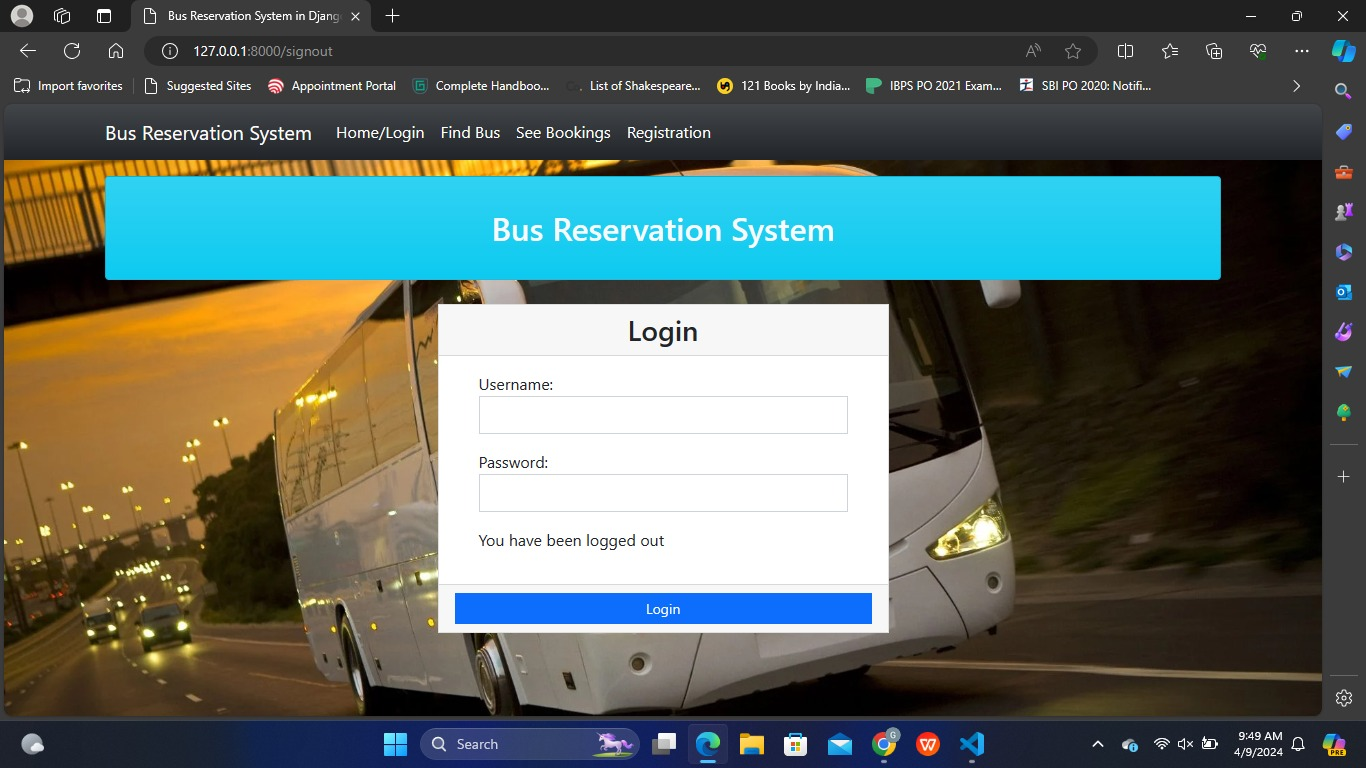 Bus Reservation System in Djang
127.0.0.1:8000/signout
Import favorites
Suggested Sites
Appointment Portal
Complete Handboo...
List of Shakespeare...
121 Books by India...
IBPS PO 2021 Exam...
SBI PO 2020: Notifi...
Bus Reservation System Home/Login Find Bus See Bookings Registration
Bus Reservation System
Login
Username:
Password:
You have been logged out
Login
Search
G
W
9:49 AM
4/9/2024
PRE